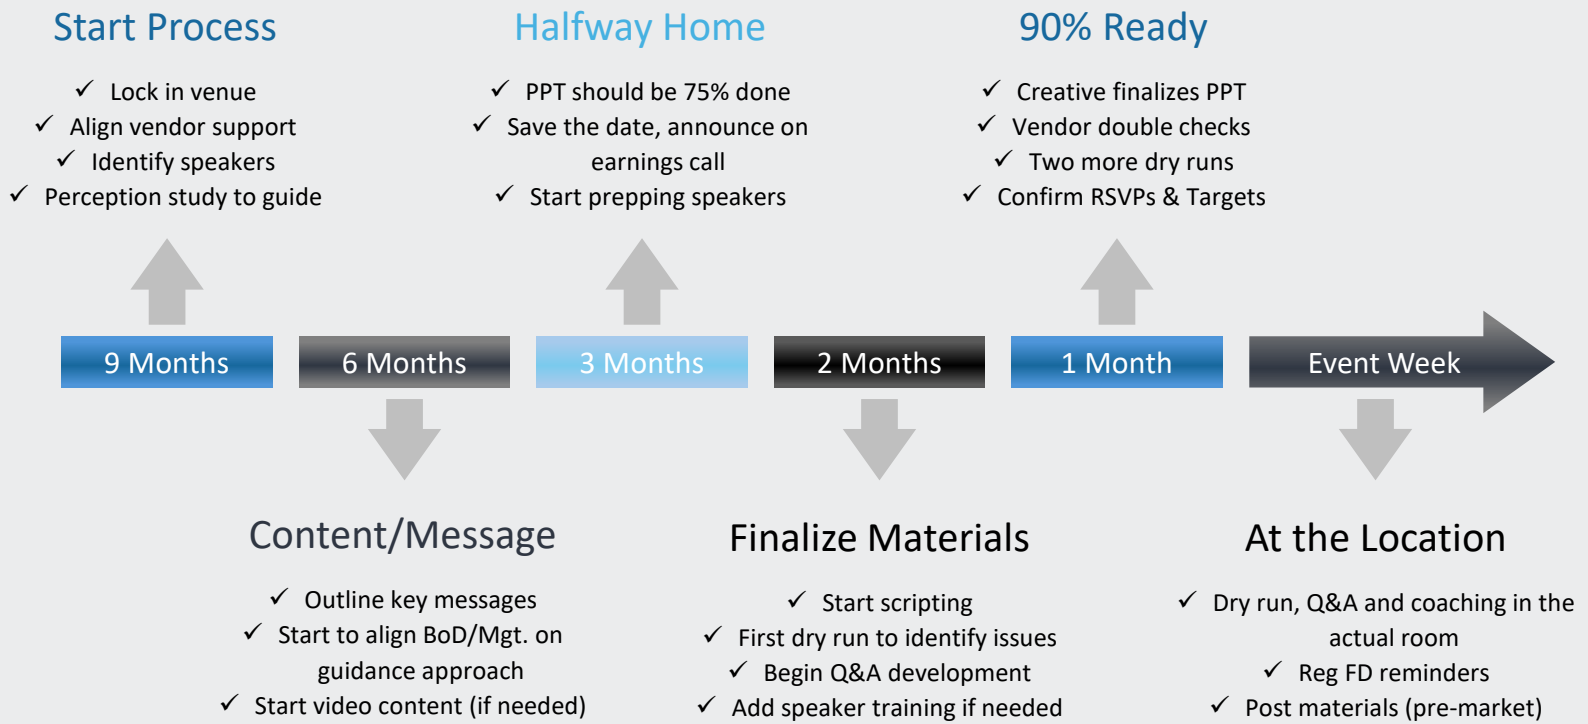 Start Process
✓ Lock in venue
✓ Align vendor support
✓ Identify speakers
✓ Perception study to guide
Halfway Home
✓ PPT should be 75% done
✓ Save the date, announce on
earnings call
✓ Start prepping speakers
90% Ready
✓ Creative finalizes PPT
✓ Vendor double checks
✓ Two more dry runs
✓ Confirm RSVPs & Targets
9 Months
6 Months
3 Months
2 Months
1 Month
Event Week
Content/Message
✓ Outline key messages
✓ Start to align BoD/Mgt. on
guidance approach
✓ Start video content (if needed)
Finalize Materials
✓ Start scripting
✓ First dry run to identify issues
✓ Begin Q&A development
✓ Add speaker training if needed
At the Location
✓ Dry run, Q&A and coaching in the
actual room
✓ Reg FD reminders
✓ Post materials (pre-market)